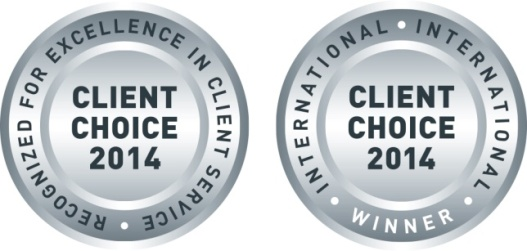 RECOGNIZED FOR EXCELLENCE IN CLIENT SERVICE •
CLIENT
CHOICE
2014
INTERNATIONAL • INTERNATIONAL •
WINNER •
CLIENT
CHOICE
2014